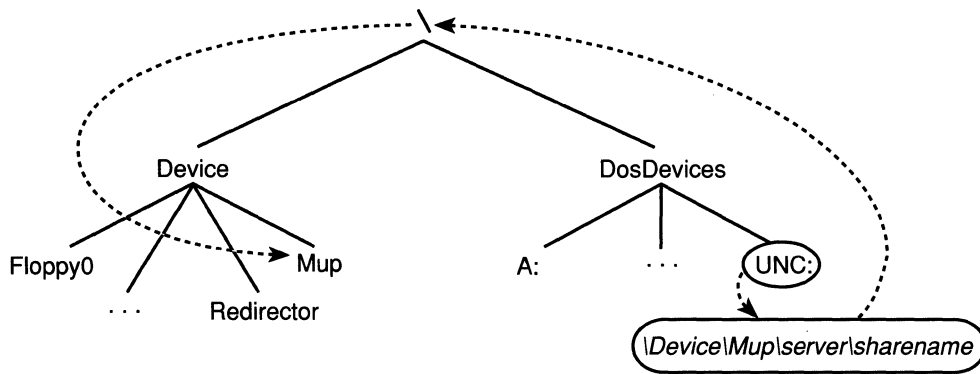 \
Device
DosDevices
Floppy0
Mup
A:
. . .
UNC:
. . .
Redirector
\Device\Mup\server\sharename